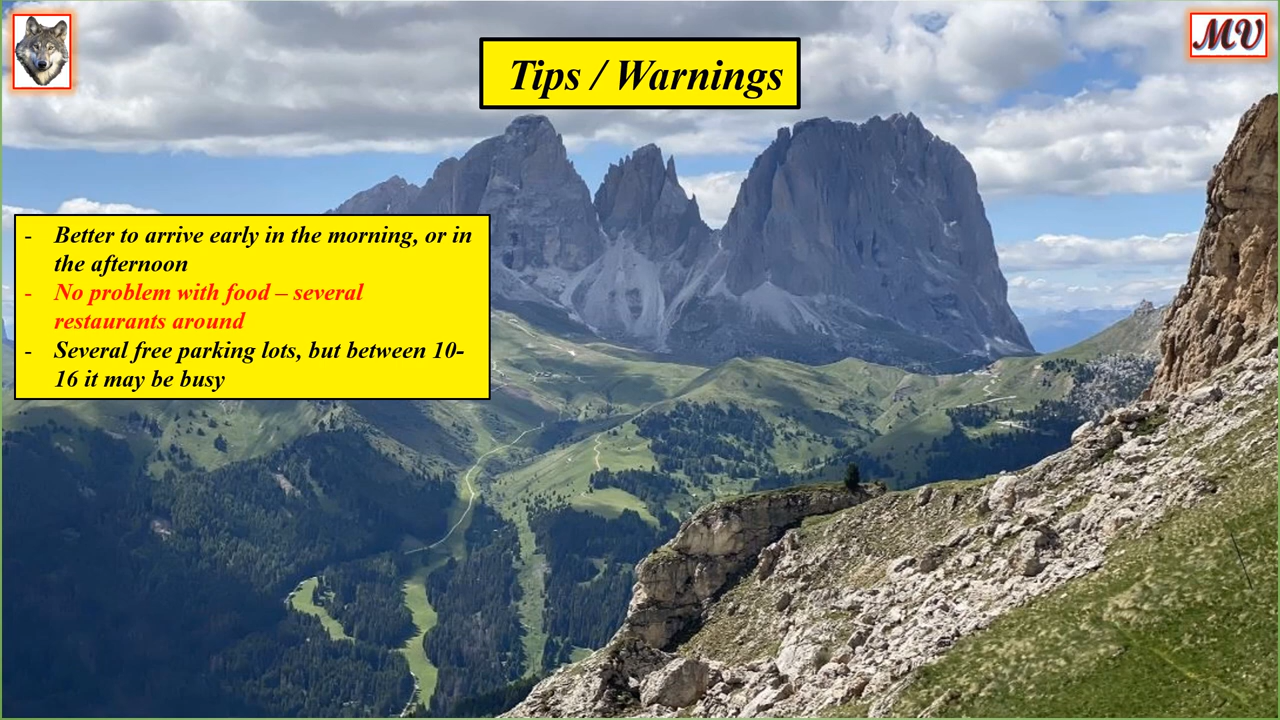 MV
Tips / Warnings
- Better to arrive early in the morning, or in
the afternoon
- No problem with food – several
restaurants around
- Several free parking lots, but between 10-
16 it may be busy